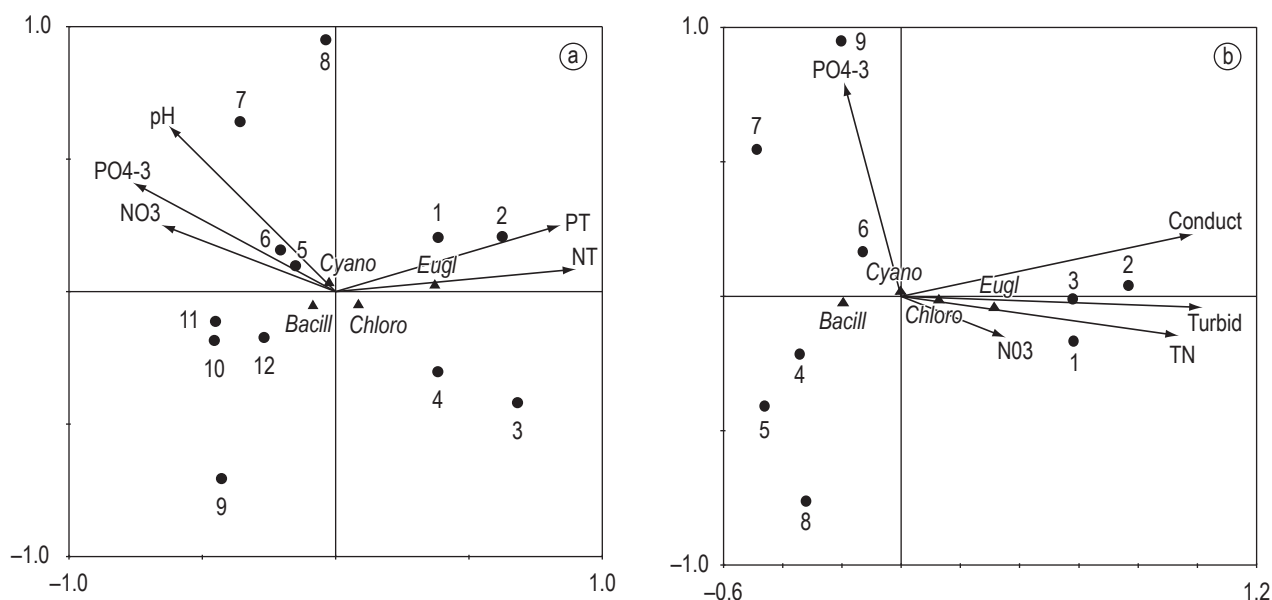 1.0
a
8
7
pH
PO4-3
NO3
6
5
Cyano
1
2
PT
Eugl
NT
11
10
12
Bacill
Chloro
4
3
9
–1.0
–1.0
1.0
1.0
b
9
PO4-3
7
6
Conduct
Cyano
Eugl
3
2
Bacill
Chloro
Turbid
N03
1
TN
4
5
8
-1.0
–0.6
1.2